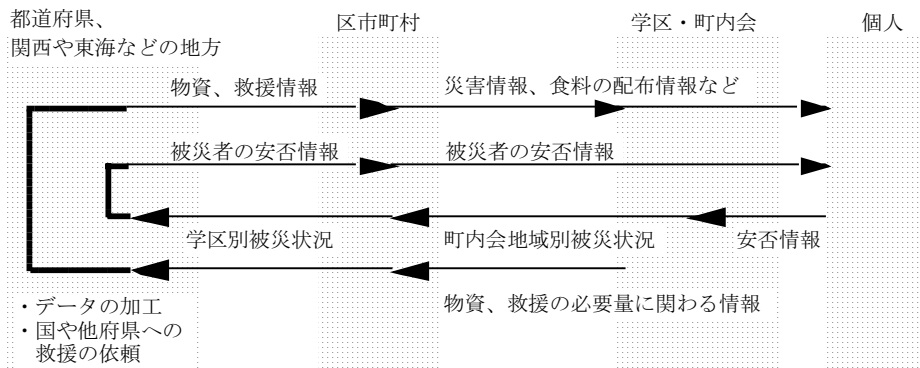 都道府県、
関西や東海などの地方
区市町村
学区・町内会
個人
物資、救援情報
災害情報、食料の配布情報など
被災者の安否情報
被災者の安否情報
学区別被災状況
町内会地域別被災状況
安否情報
物資、救援の必要量に関わる情報
・データの加工
・国や他府県への
救援の依頼